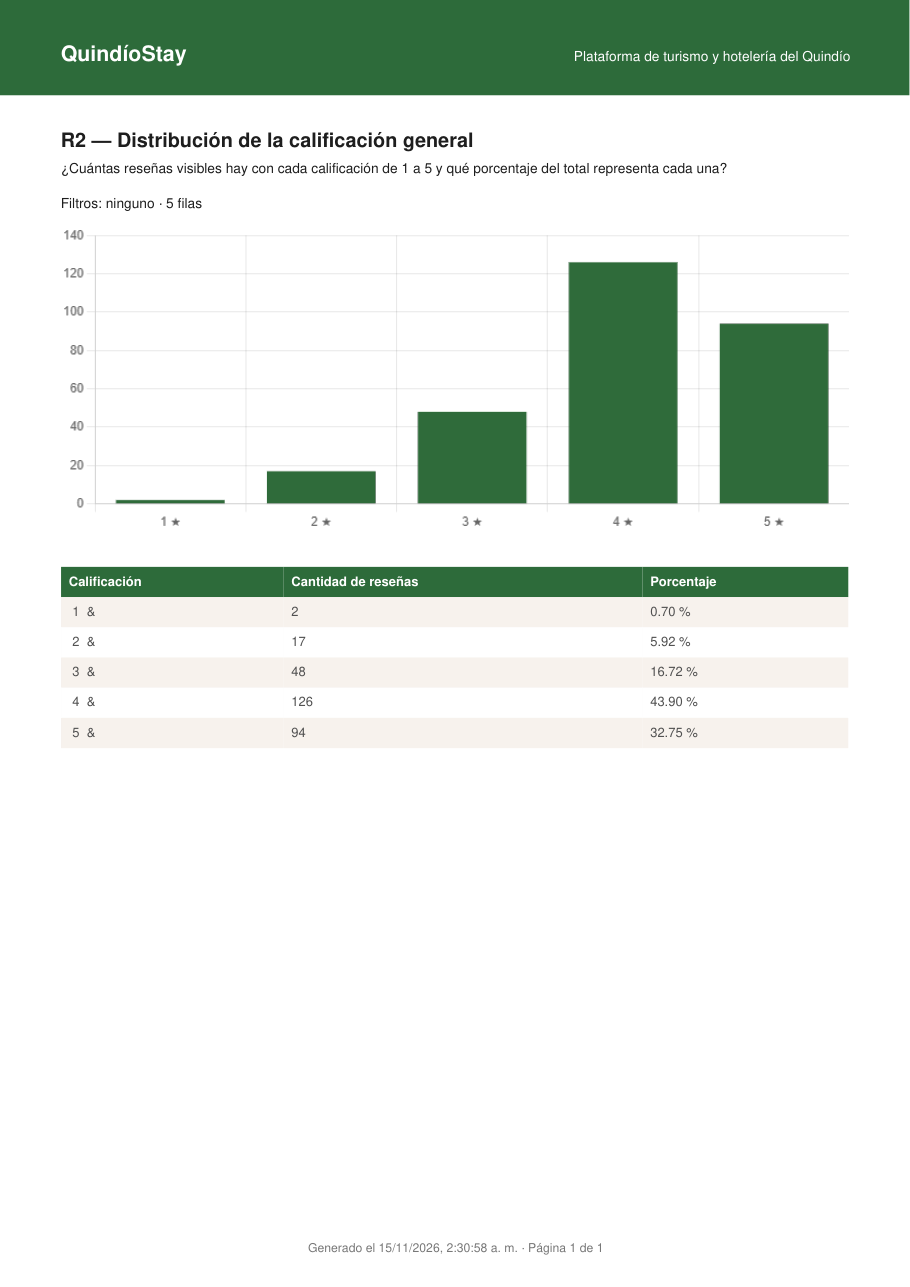 QuindíoStay
Plataforma de turismo y hotelería del Quindío
R2 — Distribución de la calificación general
¿Cuántas reseñas visibles hay con cada calificación de 1 a 5 y qué porcentaje del total representa cada una?
Filtros: ninguno · 5 filas
140
120
100
80
60
40
20
0
1 ★ 2 ★ 3 ★ 4 ★ 5 ★
Calificación Cantidad de reseñas Porcentaje
1 & 2 0.70 %
2 & 17 5.92 %
3 & 48 16.72 %
4 & 126 43.90 %
5 & 94 32.75 %
Generado el 15/11/2026, 2:30:58 a. m. · Página 1 de 1